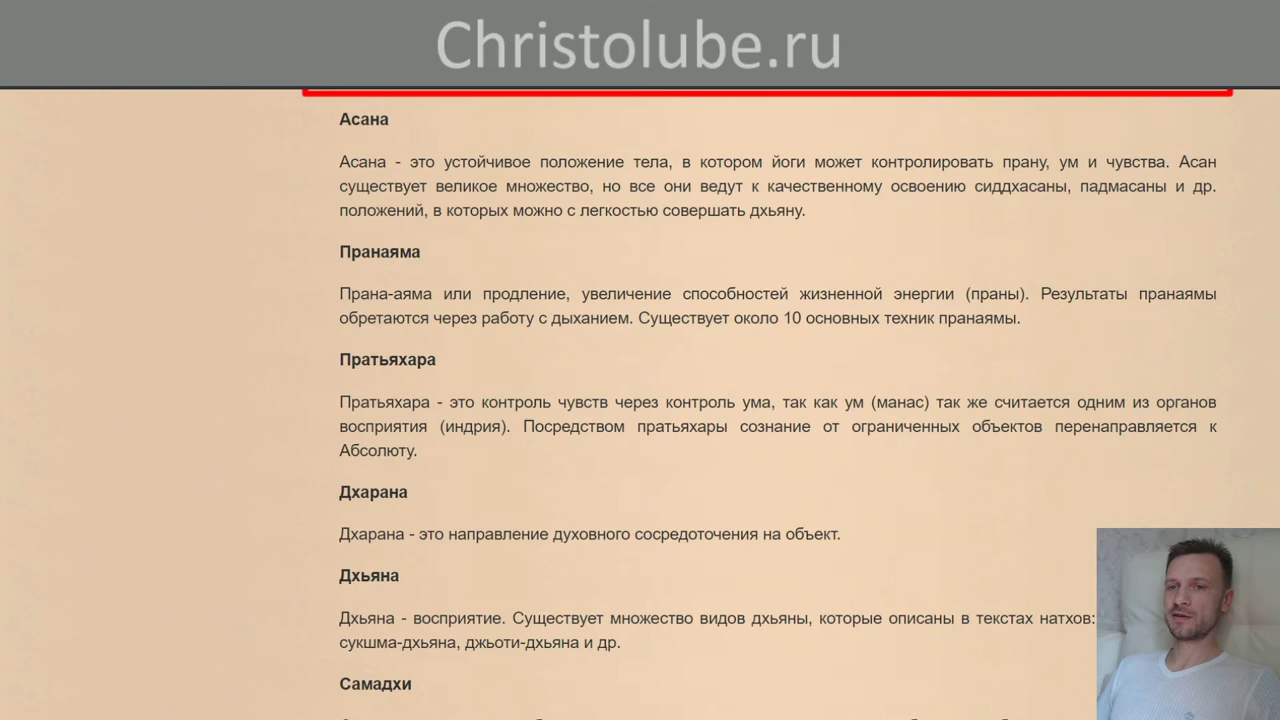 Christolube.ru
Асана
Асана - это устойчивое положение тела, в котором йоги может контролировать прану, ум и чувства. Асан
существует великое множество, но все они ведут к качественному освоению сиддхасаны, падмасаны и др.
положений, в которых можно с легкостью совершать дхьяну.
Пранаяма
Прана-аяма или продление, увеличение способностей жизненной энергии (праны). Результаты пранаямы
обретаются через работу с дыханием. Существует около 10 основных техник пранаямы.
Пратьяхара
Пратьяхара - это контроль чувств через контроль ума, так как ум (манас) так же считается одним из органов
восприятия (индрия). Посредством пратьяхары сознание от ограниченных объектов перенаправляется к
Абсолюту.
Дхарана
Дхарана - это направление духовного сосредоточения на объект.
Дхьяна
Дхьяна - восприятие. Существует множество видов дхьяны, которые описаны в текстах натхов:
сукшма-дхьяна, джьоти-дхьяна и др.
Самадхи